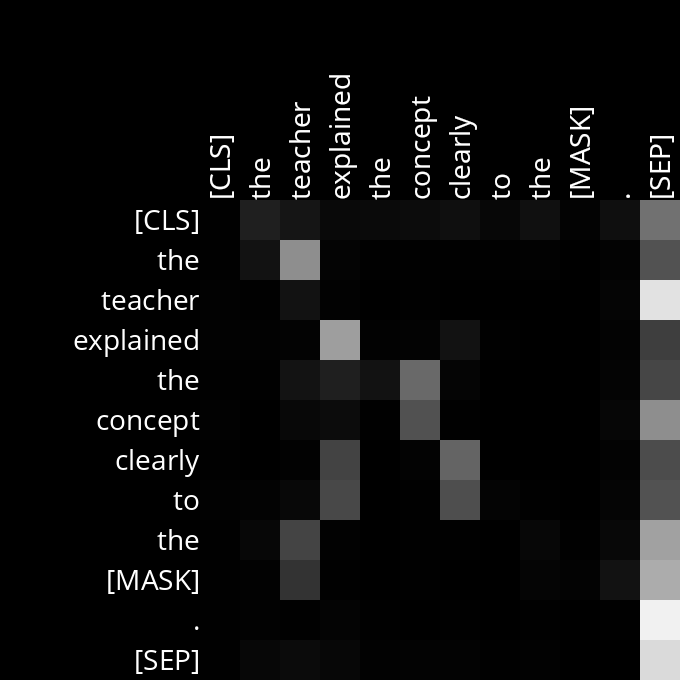 [CLS]
the
teacher
explained
the
concept
clearly
to
the
[MASK]
.
[SEP]
[CLS]
the
teacher
explained
the
concept
clearly
to
the
[MASK]
.
[SEP]